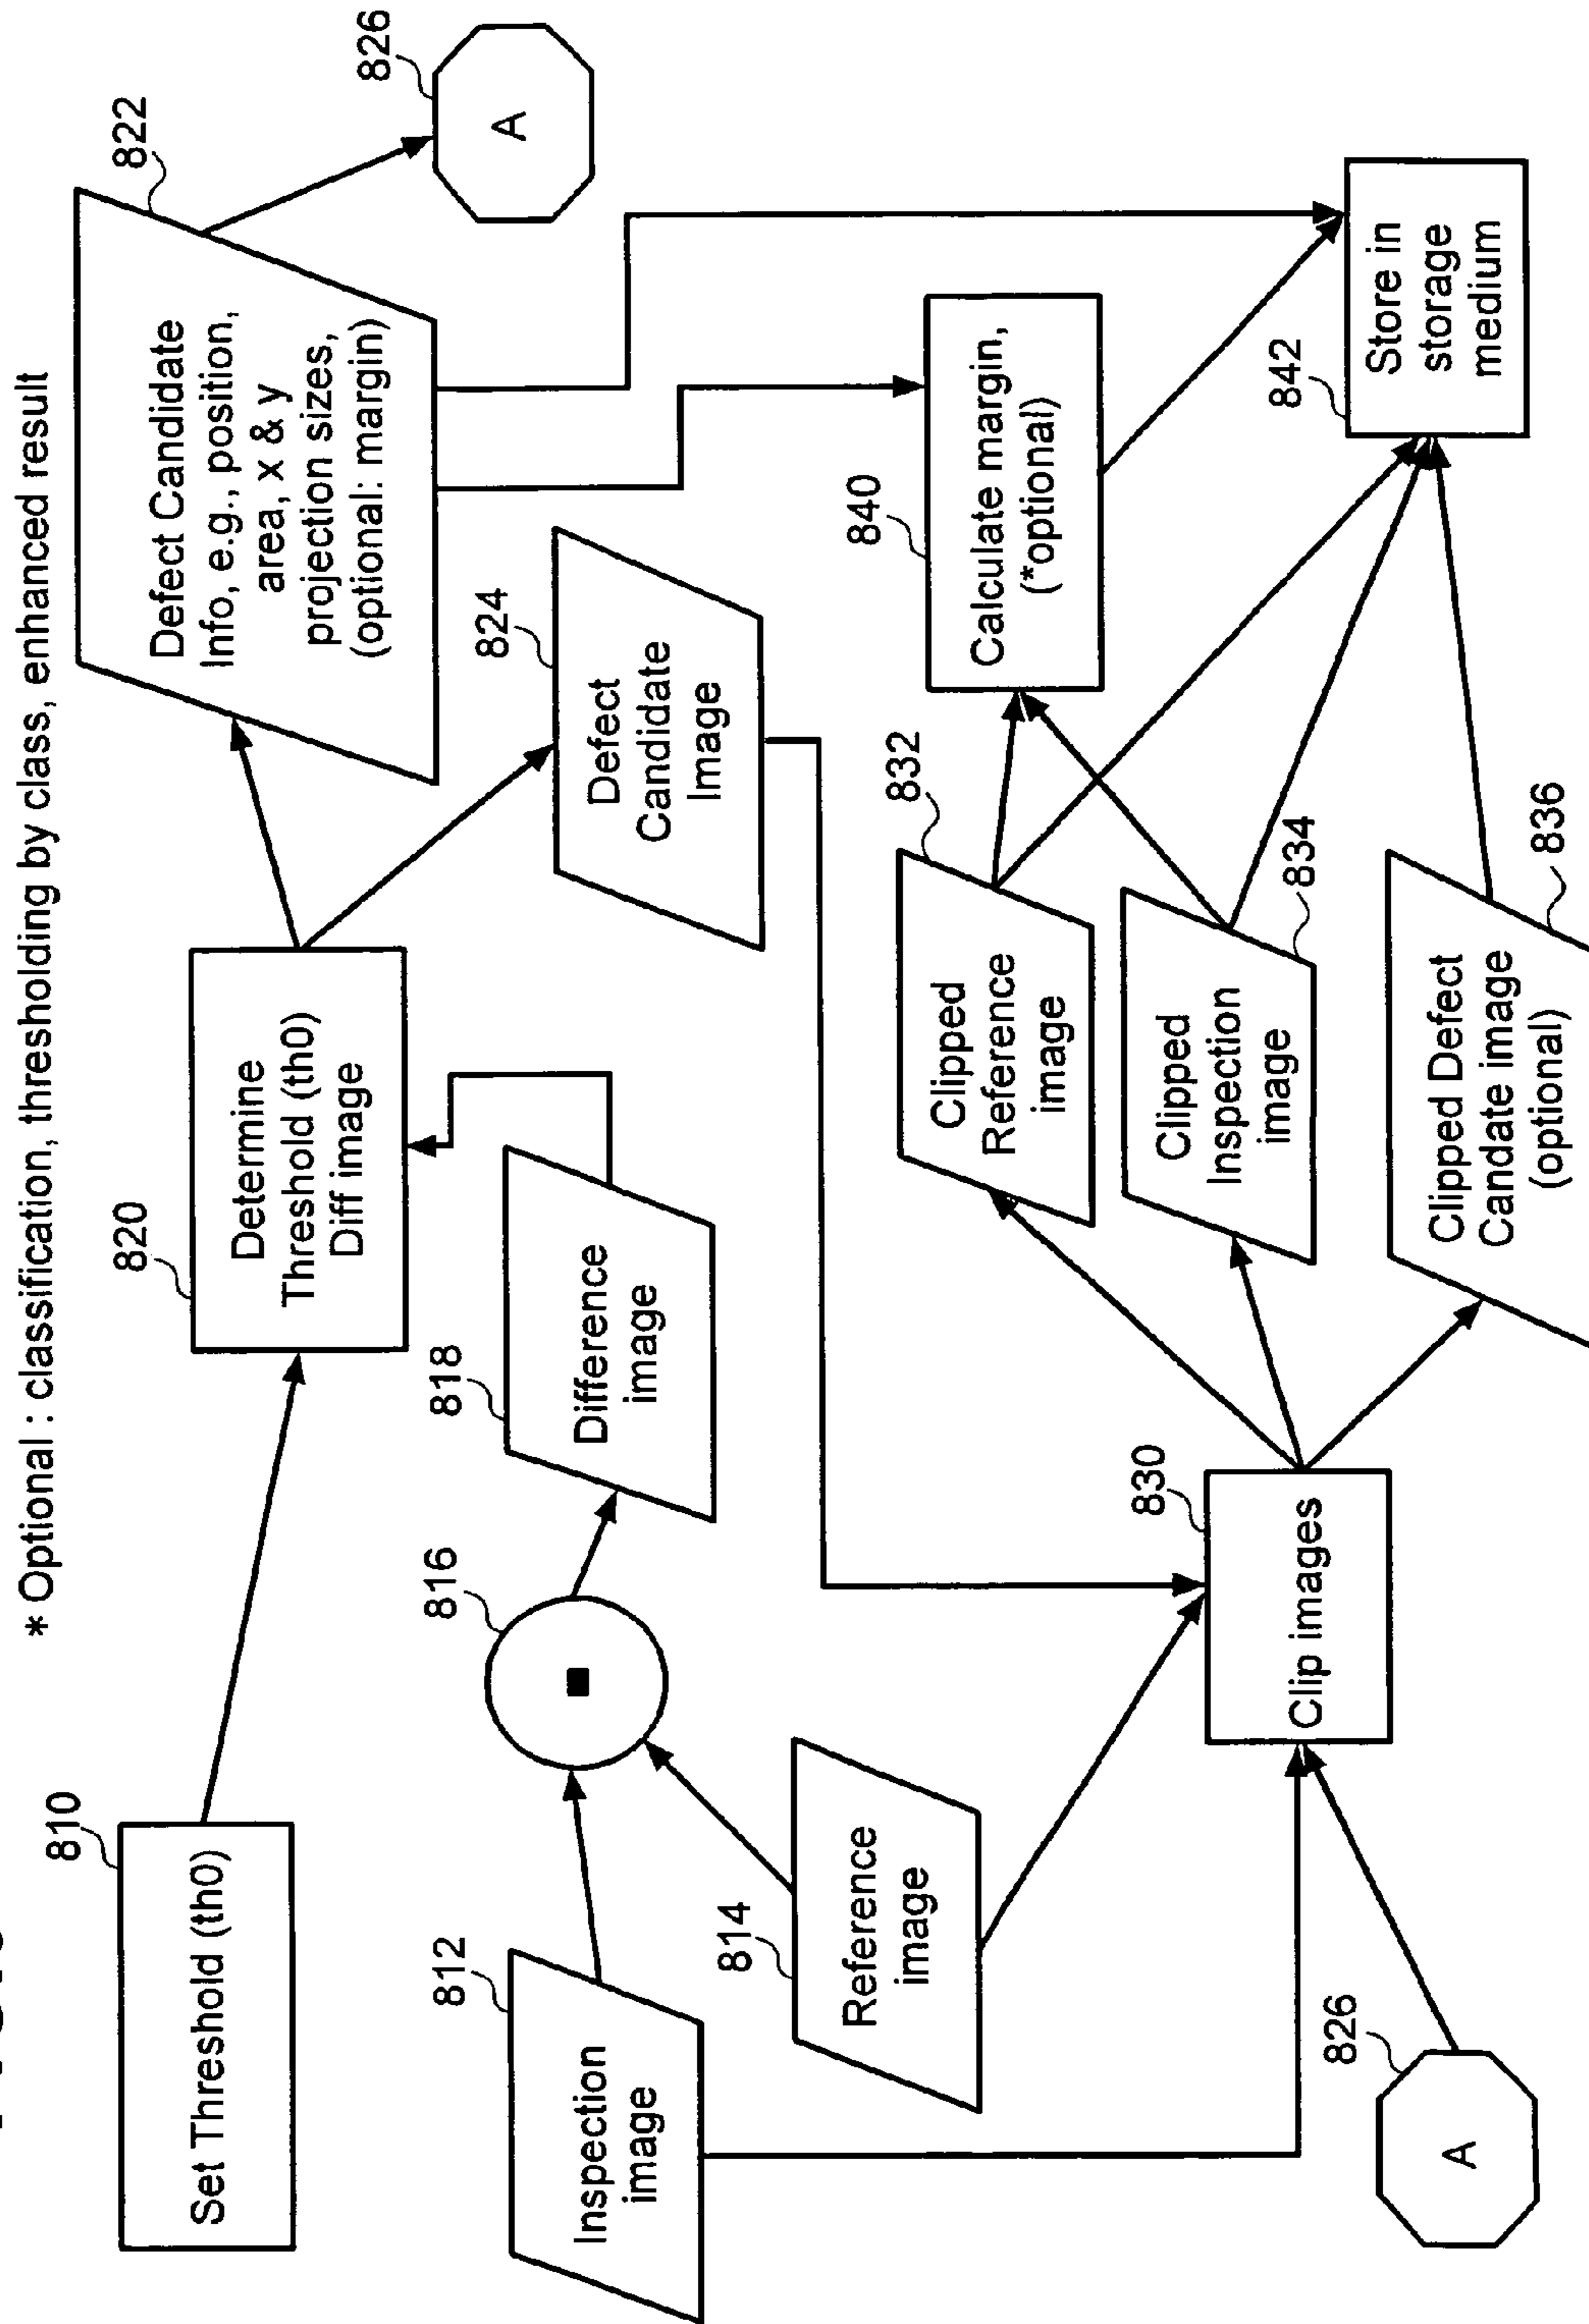 * Optional : classification, thresholding by class, enhanced result
810
Set Threshold (th0)
820
Determine
Threshold (th0)
Diff image
822
Defect Candidate
Info, e.g., position,
area, x & y
projection sizes,
(optional: margin)
826
A
812
Inspection
image
816
818
Difference
image
824
Defect
Candidate
Image
814
Reference
image
830
Clip images
826
A
832
Clipped
Reference
image
834
Clipped
Inspection
image
836
Clipped Defect
Candate image
(optional)
840
Calculate margin,
(*optional)
842
Store in
storage
medium